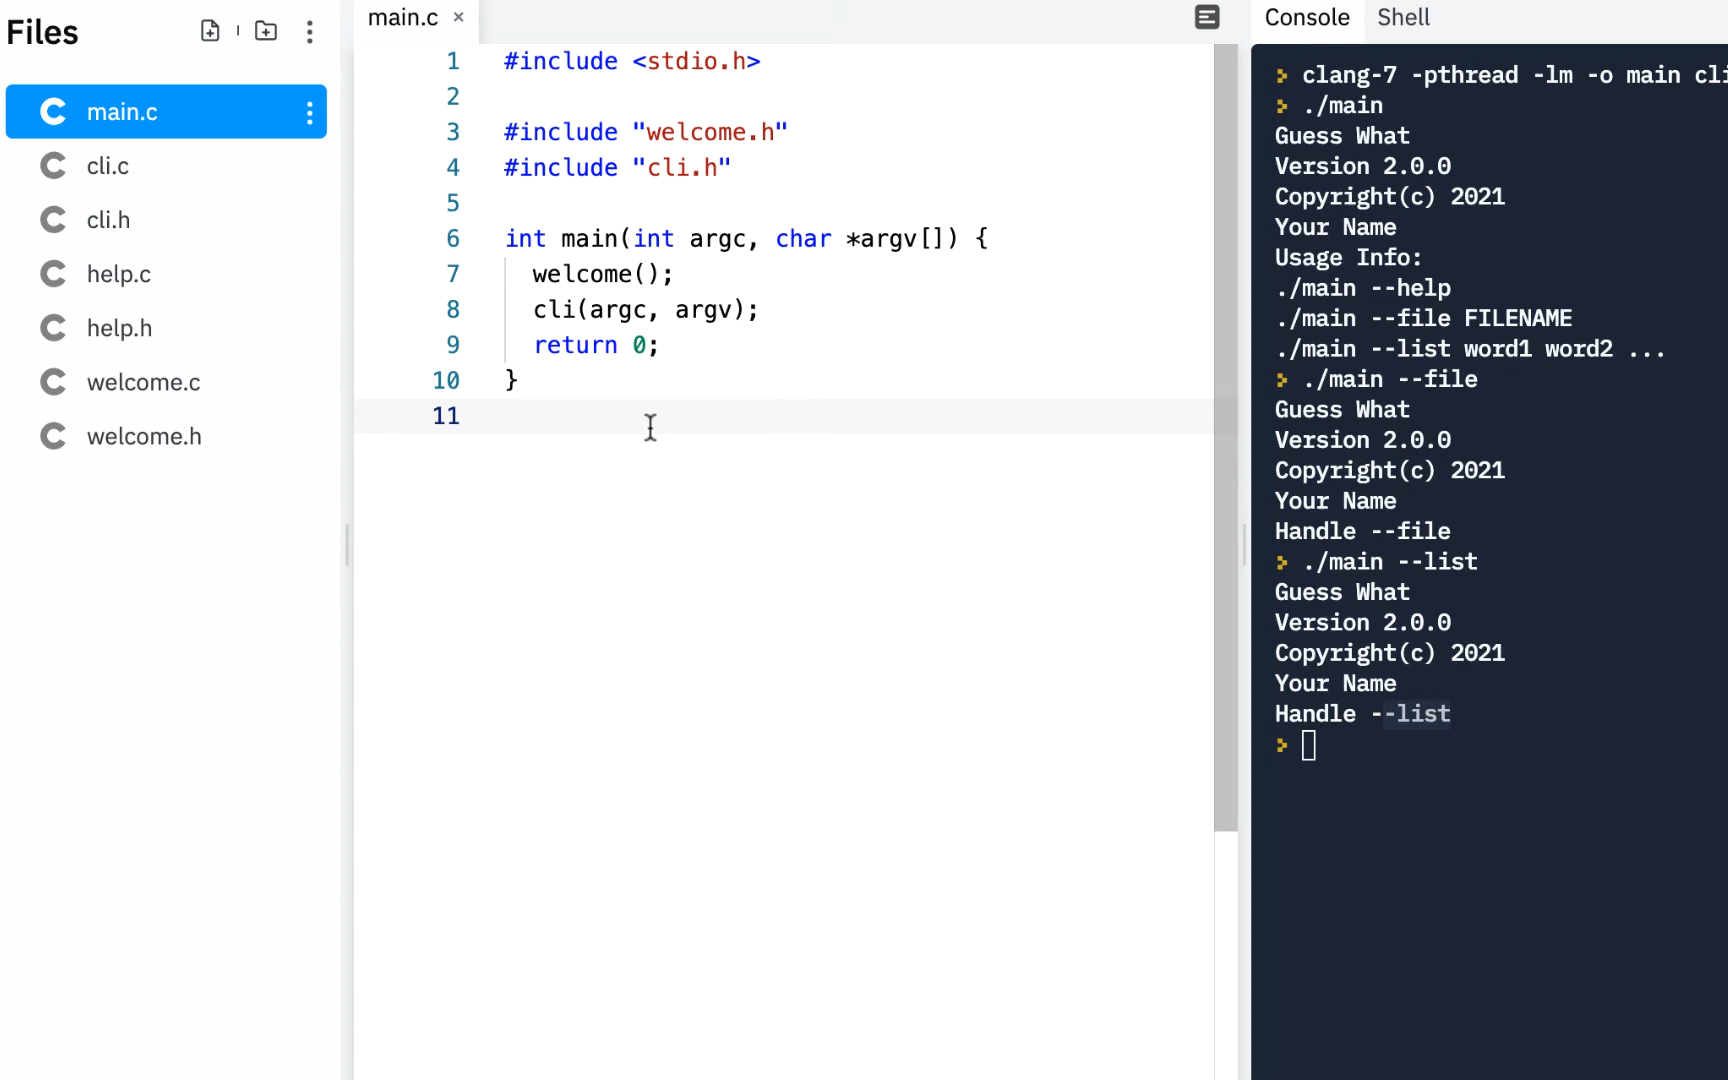 Files
main.c
cli.c
cli.h
help.c
help.h
welcome.c
welcome.h
main.c ×
1 #include <stdio.h>
2
3 #include "welcome.h"
4 #include "cli.h"
5
6 int main(int argc, char *argv[]) {
7 welcome();
8 cli(argc, argv);
9 return 0;
10 }
11
Console Shell
clang-7 -pthread -lm -o main cli
./main
Guess What
Version 2.0.0
Copyright(c) 2021
Your Name
Usage Info:
./main --help
./main --file FILENAME
./main --list word1 word2 ...
./main --file
Guess What
Version 2.0.0
Copyright(c) 2021
Your Name
Handle --file
./main --list
Guess What
Version 2.0.0
Copyright(c) 2021
Your Name
Handle --list